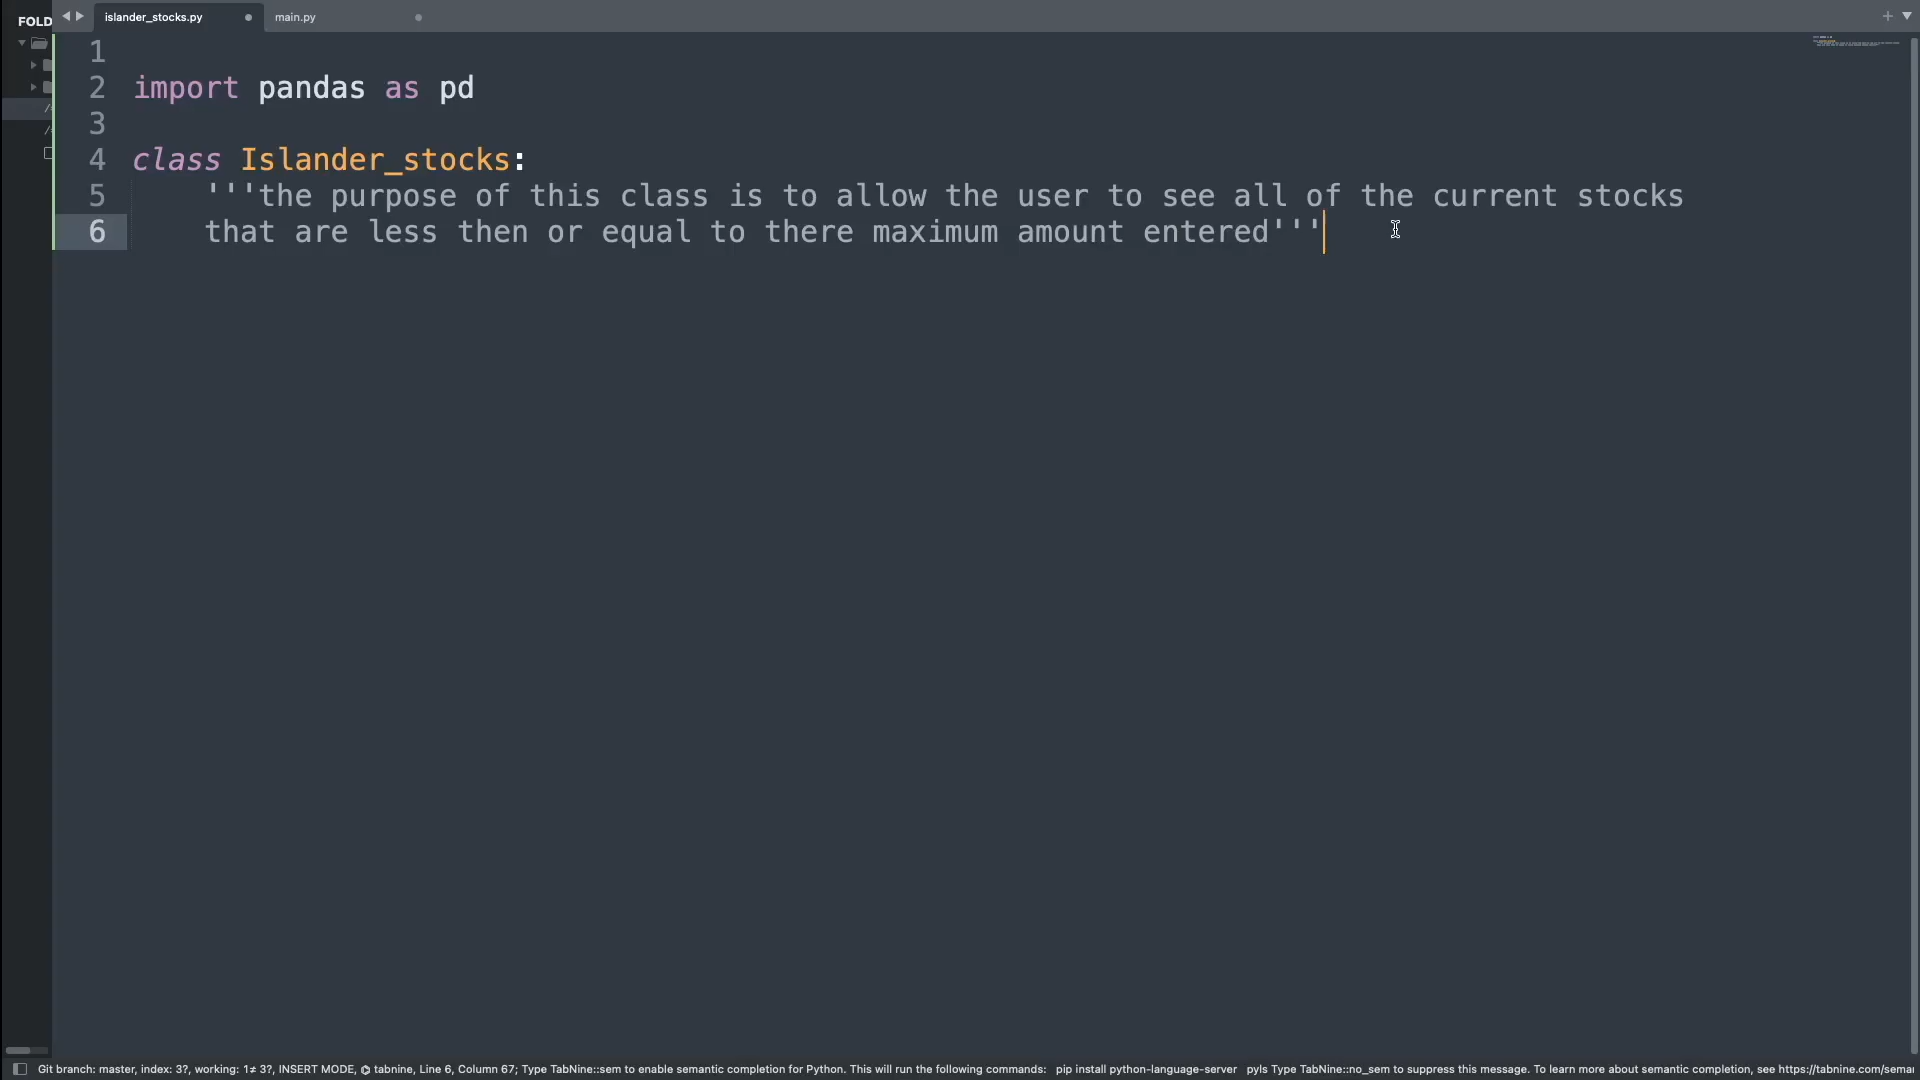 FOLD
islander_stocks.py
main.py
1
2 import pandas as pd
3
4 class Islander_stocks:
5 '''the purpose of this class is to allow the user to see all of the current stocks
6 that are less then or equal to there maximum amount entered'''
Git branch: master, index: 3?, working: 1≠ 3?, INSERT MODE, tabnine, Line 6, Column 67; Type TabNine::sem to enable semantic completion for Python. This will run the following commands: pip install python-language-server pyls Type TabNine::no_sem to suppress this message. To learn more about semantic completion, see https://tabnine.com/semai